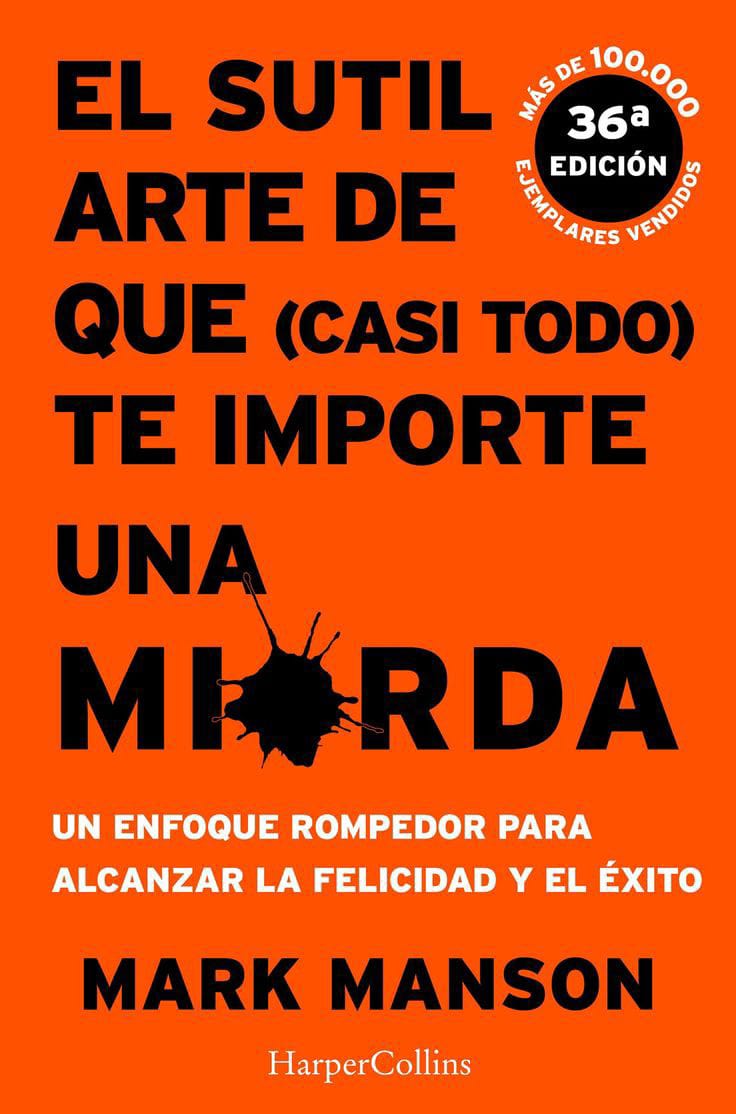 EL SUTIL
ARTE DE
QUE (CASI TODO)
TE IMPORTE
UNA
MI RDA
MÁS DE 100.000
36ª
EDICIÓN
EJEMPLARES VENDIDOS
UN ENFOQUE ROMPEDOR PARA
ALCANZAR LA FELICIDAD Y EL ÉXITO
MARK MANSON
HarperCollins